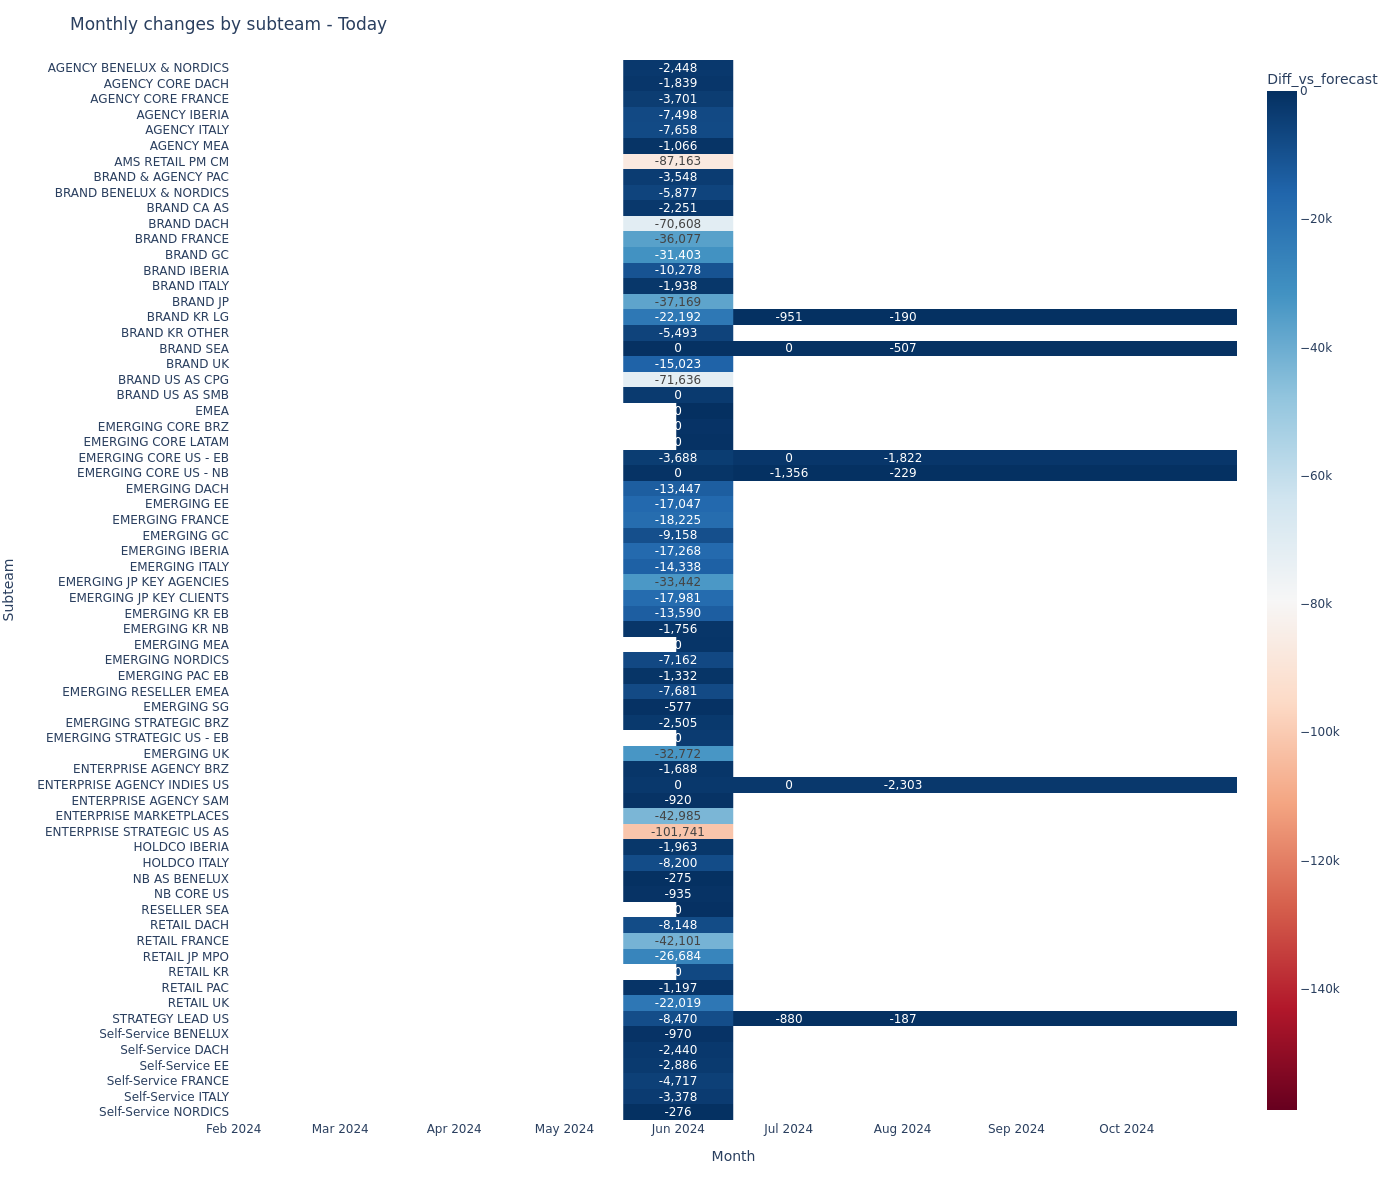 Monthly changes by subteam - Today
Diff_vs_forecast
AGENCY BENELUX & NORDICS -2,448
AGENCY CORE DACH -1,839
AGENCY CORE FRANCE -3,701
AGENCY IBERIA -7,498
AGENCY ITALY -7,658
AGENCY MEA -1,066
AMS RETAIL PM CM -87,163
BRAND & AGENCY PAC -3,548
BRAND BENELUX & NORDICS -5,877
BRAND CA AS -2,251
BRAND DACH -70,608
BRAND FRANCE -36,077
BRAND GC -31,403
BRAND IBERIA -10,278
BRAND ITALY -1,938
BRAND JP -37,169
BRAND KR LG -22,192 -951 -190
BRAND KR OTHER -5,493
BRAND SEA 0 0 -507
BRAND UK -15,023
BRAND US AS CPG -71,636
BRAND US AS SMB 0
EMEA 0
EMERGING CORE BRZ 0
EMERGING CORE LATAM 0
EMERGING CORE US - EB -3,688 0 -1,822
EMERGING CORE US - NB 0 -1,356 -229
EMERGING DACH -13,447
EMERGING EE -17,047
EMERGING FRANCE -18,225
EMERGING GC -9,158
EMERGING IBERIA -17,268
EMERGING ITALY -14,338
EMERGING JP KEY AGENCIES -33,442
EMERGING JP KEY CLIENTS -17,981
EMERGING KR EB -13,590
EMERGING KR NB -1,756
EMERGING MEA 0
EMERGING NORDICS -7,162
EMERGING PAC EB -1,332
EMERGING RESELLER EMEA -7,681
EMERGING SG -577
EMERGING STRATEGIC BRZ -2,505
EMERGING STRATEGIC US - EB 0
EMERGING UK -32,772
ENTERPRISE AGENCY BRZ -1,688
ENTERPRISE AGENCY INDIES US 0 0 -2,303
ENTERPRISE AGENCY SAM -920
ENTERPRISE MARKETPLACES -42,985
ENTERPRISE STRATEGIC US AS -101,741
HOLDCO IBERIA -1,963
HOLDCO ITALY -8,200
NB AS BENELUX -275
NB CORE US -935
RESELLER SEA 0
RETAIL DACH -8,148
RETAIL FRANCE -42,101
RETAIL JP MPO -26,684
RETAIL KR 0
RETAIL PAC -1,197
RETAIL UK -22,019
STRATEGY LEAD US -8,470 -880 -187
Self-Service BENELUX -970
Self-Service DACH -2,440
Self-Service EE -2,886
Self-Service FRANCE -4,717
Self-Service ITALY -3,378
Self-Service NORDICS -276
Feb 2024 Mar 2024 Apr 2024 May 2024 Jun 2024 Jul 2024 Aug 2024 Sep 2024 Oct 2024
Month
Subteam
0
−20k
−40k
−60k
−80k
−100k
−120k
−140k